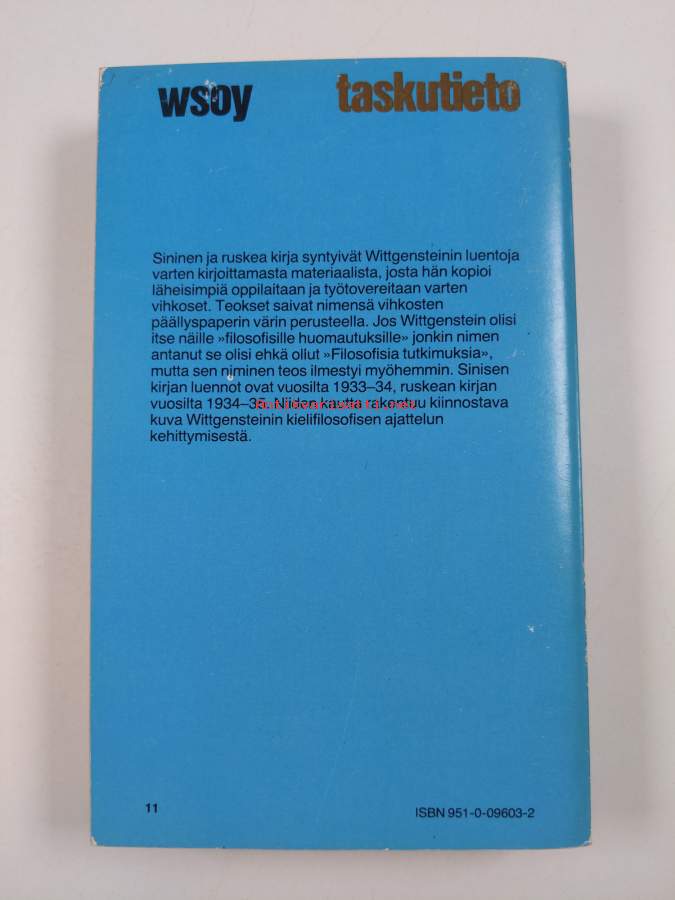 wsoy taskutieto
Sininen ja ruskea kirja syntyivät Wittgensteinin luentoja
varten kirjoittamasta materiaalista, josta hän kopioi
läheisimpiä oppilaitaan ja työtovereitaan varten
vihkoset. Teokset saivat nimensä vihkosten
päällyspaperin värin perusteella. Jos Wittgenstein olisi
itse näille »filosofisille huomautuksille» jonkin nimen
antanut se olisi ehkä ollut »Filosofisia tutkimuksia»,
mutta sen niminen teos ilmestyi myöhemmin. Sinisen
kirjan luennot ovat vuosilta 1933–34, ruskean kirjan
vuosilta 1934–35. Niiden kautta rakentuu kiinnostava
kuva Wittgensteinin kielifilosofisen ajattelun
kehittymisestä.
11
ISBN 951-0-09603-2